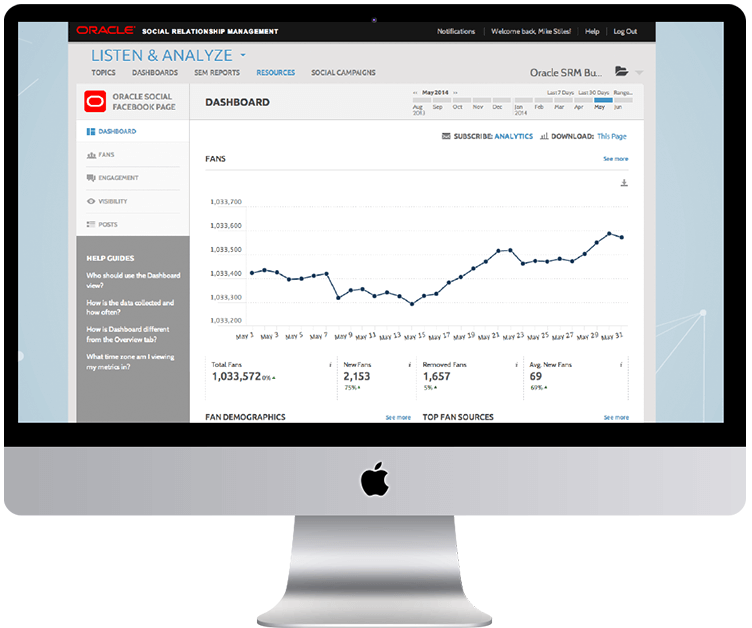 ORACLE SOCIAL RELATIONSHIP MANAGEMENT
Notifications Welcome back, Mike Stiles! Help Log Out
LISTEN & ANALYZE
TOPICS DASHBOARDS SEM REPORTS RESOURCES SOCIAL CAMPAIGNS
Oracle SRM Bu...
ORACLE SOCIAL
FACEBOOK PAGE
DASHBOARD
FANS
ENGAGEMENT
VISIBILITY
POSTS
HELP GUIDES
Who should use the Dashboard
view?
How is the data collected and
how often?
How is Dashboard different
from the Overview tab?
What time zone am I viewing
my metrics in?
DASHBOARD
May 2014 Last 7 Days Last 30 Days Range...
Aug Sep Oct Nov Dec Jan Feb Mar Apr May Jun
2013 2014
SUBSCRIBE: ANALYTICS DOWNLOAD: This Page
FANS See more
1,033,700
1,033,600
1,033,500
1,033,400
1,033,300
1,033,200
May 1 May 3 May 5 May 7 May 9 May 11 May 13 May 15 May 17 May 19 May 21 May 23 May 25 May 27 May 29 May 31
Total Fans i New Fans i Removed Fans i Avg. New Fans i
1,033,572 0% 2,153 1,657 69
75% 5% 69%
FAN DEMOGRAPHICS See more TOP FAN SOURCES See more